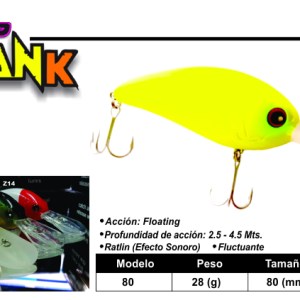 ANK
Z14
•Acción: Floating
•Profundidad de acción: 2.5 - 4.5 Mts.
•Ratlin (Efecto Sonoro) •Fluctuante
Modelo Peso Tamañ
80 28 (g) 80 (mm